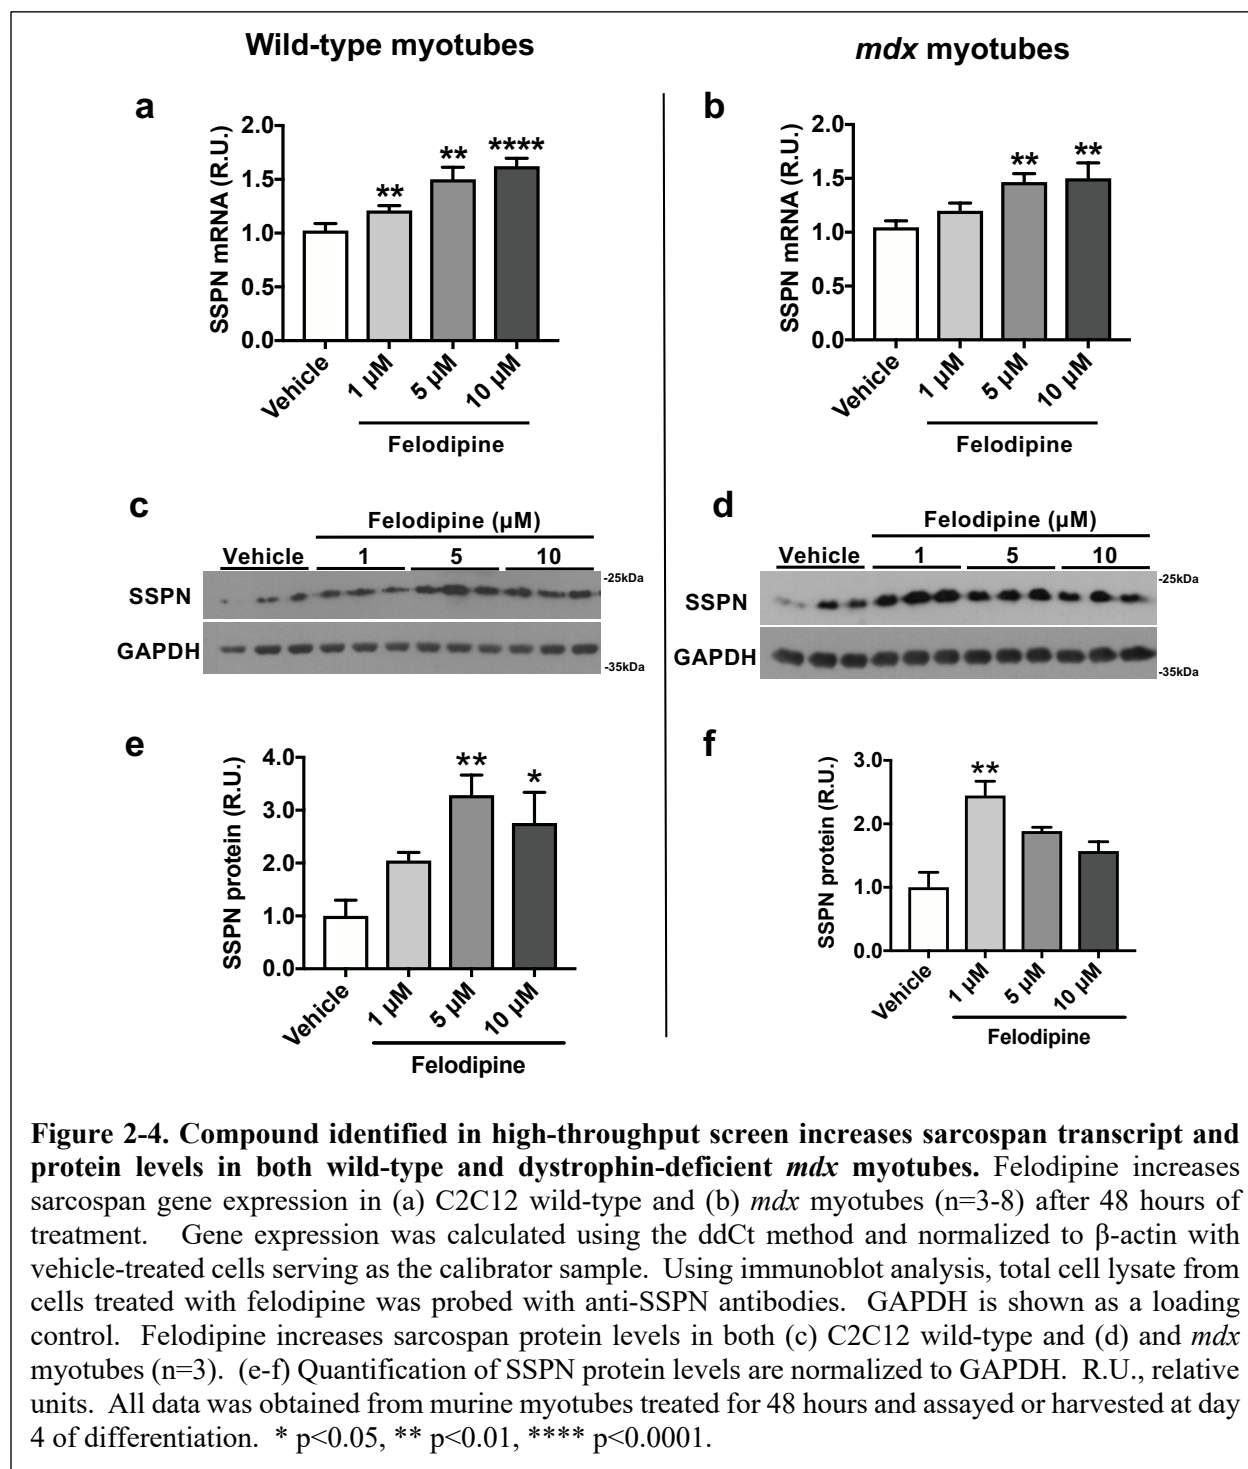 Wild-type myotubes
mdx myotubes
a
SSPN mRNA (R.U.)
2.0
1.5
1.0
0.5
0.0
**
**
****
Vehicle
1 µM
5 µM
10 µM
Felodipine
b
SSPN mRNA (R.U.)
2.0
1.5
1.0
0.5
0.0
**
**
Vehicle
1 µM
5 µM
10 µM
Felodipine
c
Felodipine (µM)
Vehicle 1 5 10
SSPN
-25kDa
GAPDH
-35kDa
d
Felodipine (µM)
Vehicle 1 5 10
SSPN
-25kDa
GAPDH
-35kDa
e
SSPN protein (R.U.)
4.0
3.0
2.0
1.0
0.0
**
*
Vehicle
1 µM
5 µM
10 µM
Felodipine
f
SSPN protein (R.U.)
3.0
2.0
1.0
0.0
**
Vehicle
1 µM
5 µM
10 µM
Felodipine
Figure 2-4. Compound identified in high-throughput screen increases sarcospan transcript and
protein levels in both wild-type and dystrophin-deficient mdx myotubes. Felodipine increases
sarcospan gene expression in (a) C2C12 wild-type and (b) mdx myotubes (n=3-8) after 48 hours of
treatment. Gene expression was calculated using the ddCt method and normalized to β-actin with
vehicle-treated cells serving as the calibrator sample. Using immunoblot analysis, total cell lysate from
cells treated with felodipine was probed with anti-SSPN antibodies. GAPDH is shown as a loading
control. Felodipine increases sarcospan protein levels in both (c) C2C12 wild-type and (d) and mdx
myotubes (n=3). (e-f) Quantification of SSPN protein levels are normalized to GAPDH. R.U., relative
units. All data was obtained from murine myotubes treated for 48 hours and assayed or harvested at day
4 of differentiation. * p<0.05, ** p<0.01, **** p<0.0001.